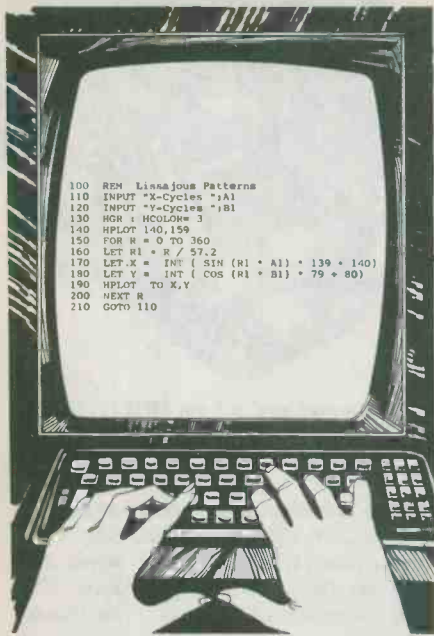 100 REM Lissajous Patterns
110 INPUT "X-Cycles ";A1
120 INPUT "Y-Cycles ";B1
130 HGR : HCOLOR= 3
140 HPLOT 140,159
150 FOR R = 0 TO 360
160 LET R1 = R / 57.2
170 LET X = INT ( SIN (R1 * A1) * 139 + 140)
180 LET Y = INT ( COS (R1 * B1) * 79 + 80)
190 HPLOT TO X,Y
200 NEXT R
210 GOTO 110